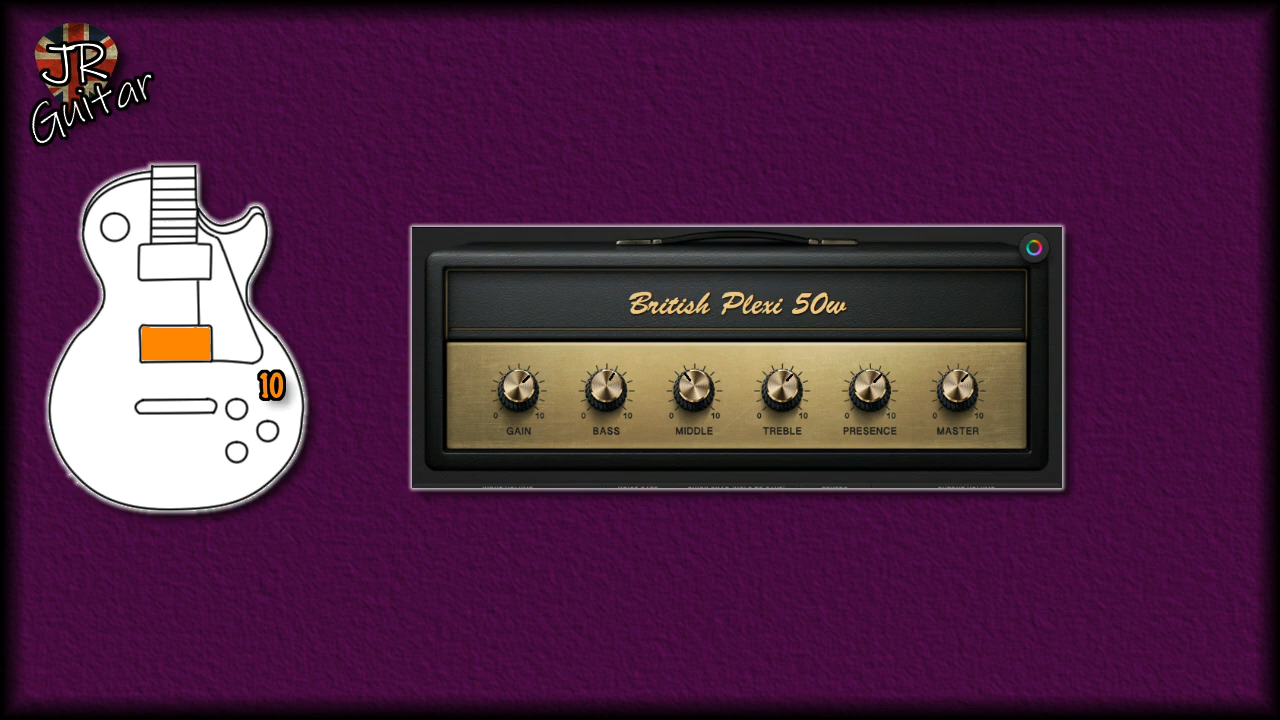 JR
Guitar
British Plexi 50w
10
0 10 0 10 0 10 0 10 0 10 0 10
GAIN BASS MIDDLE TREBLE PRESENCE MASTER